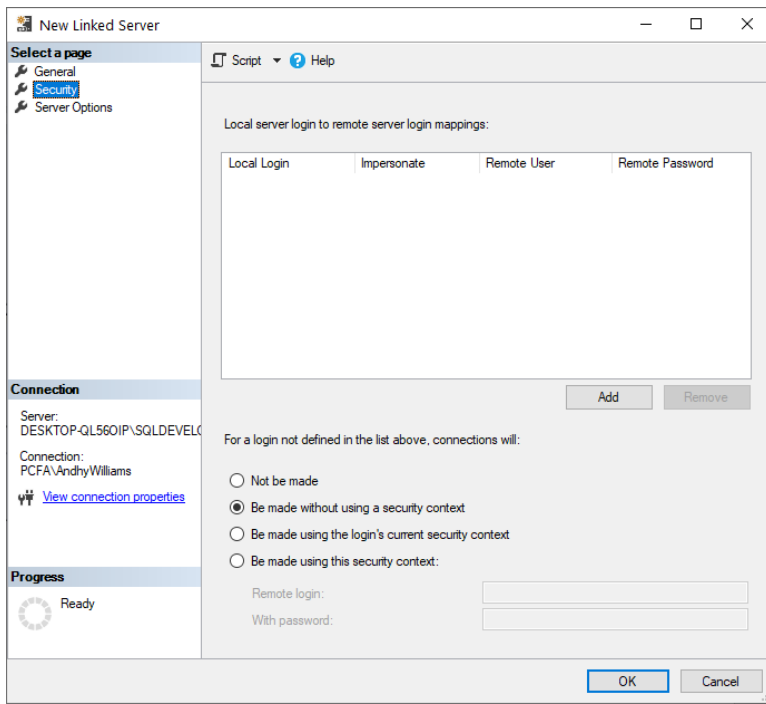 New Linked Server
Select a page
General
Security
Server Options
Script
Help
Local server login to remote server login mappings:
Local Login Impersonate Remote User Remote Password
Add Remove
Connection
Server:
DESKTOP-QL56OIP\SQLDEVELO
Connection:
PCFA\AndhyWilliams
View connection properties
For a login not defined in the list above, connections will:
Not be made
Be made without using a security context
Be made using the login's current security context
Be made using this security context:
Remote login:
With password:
Progress
Ready
OK Cancel